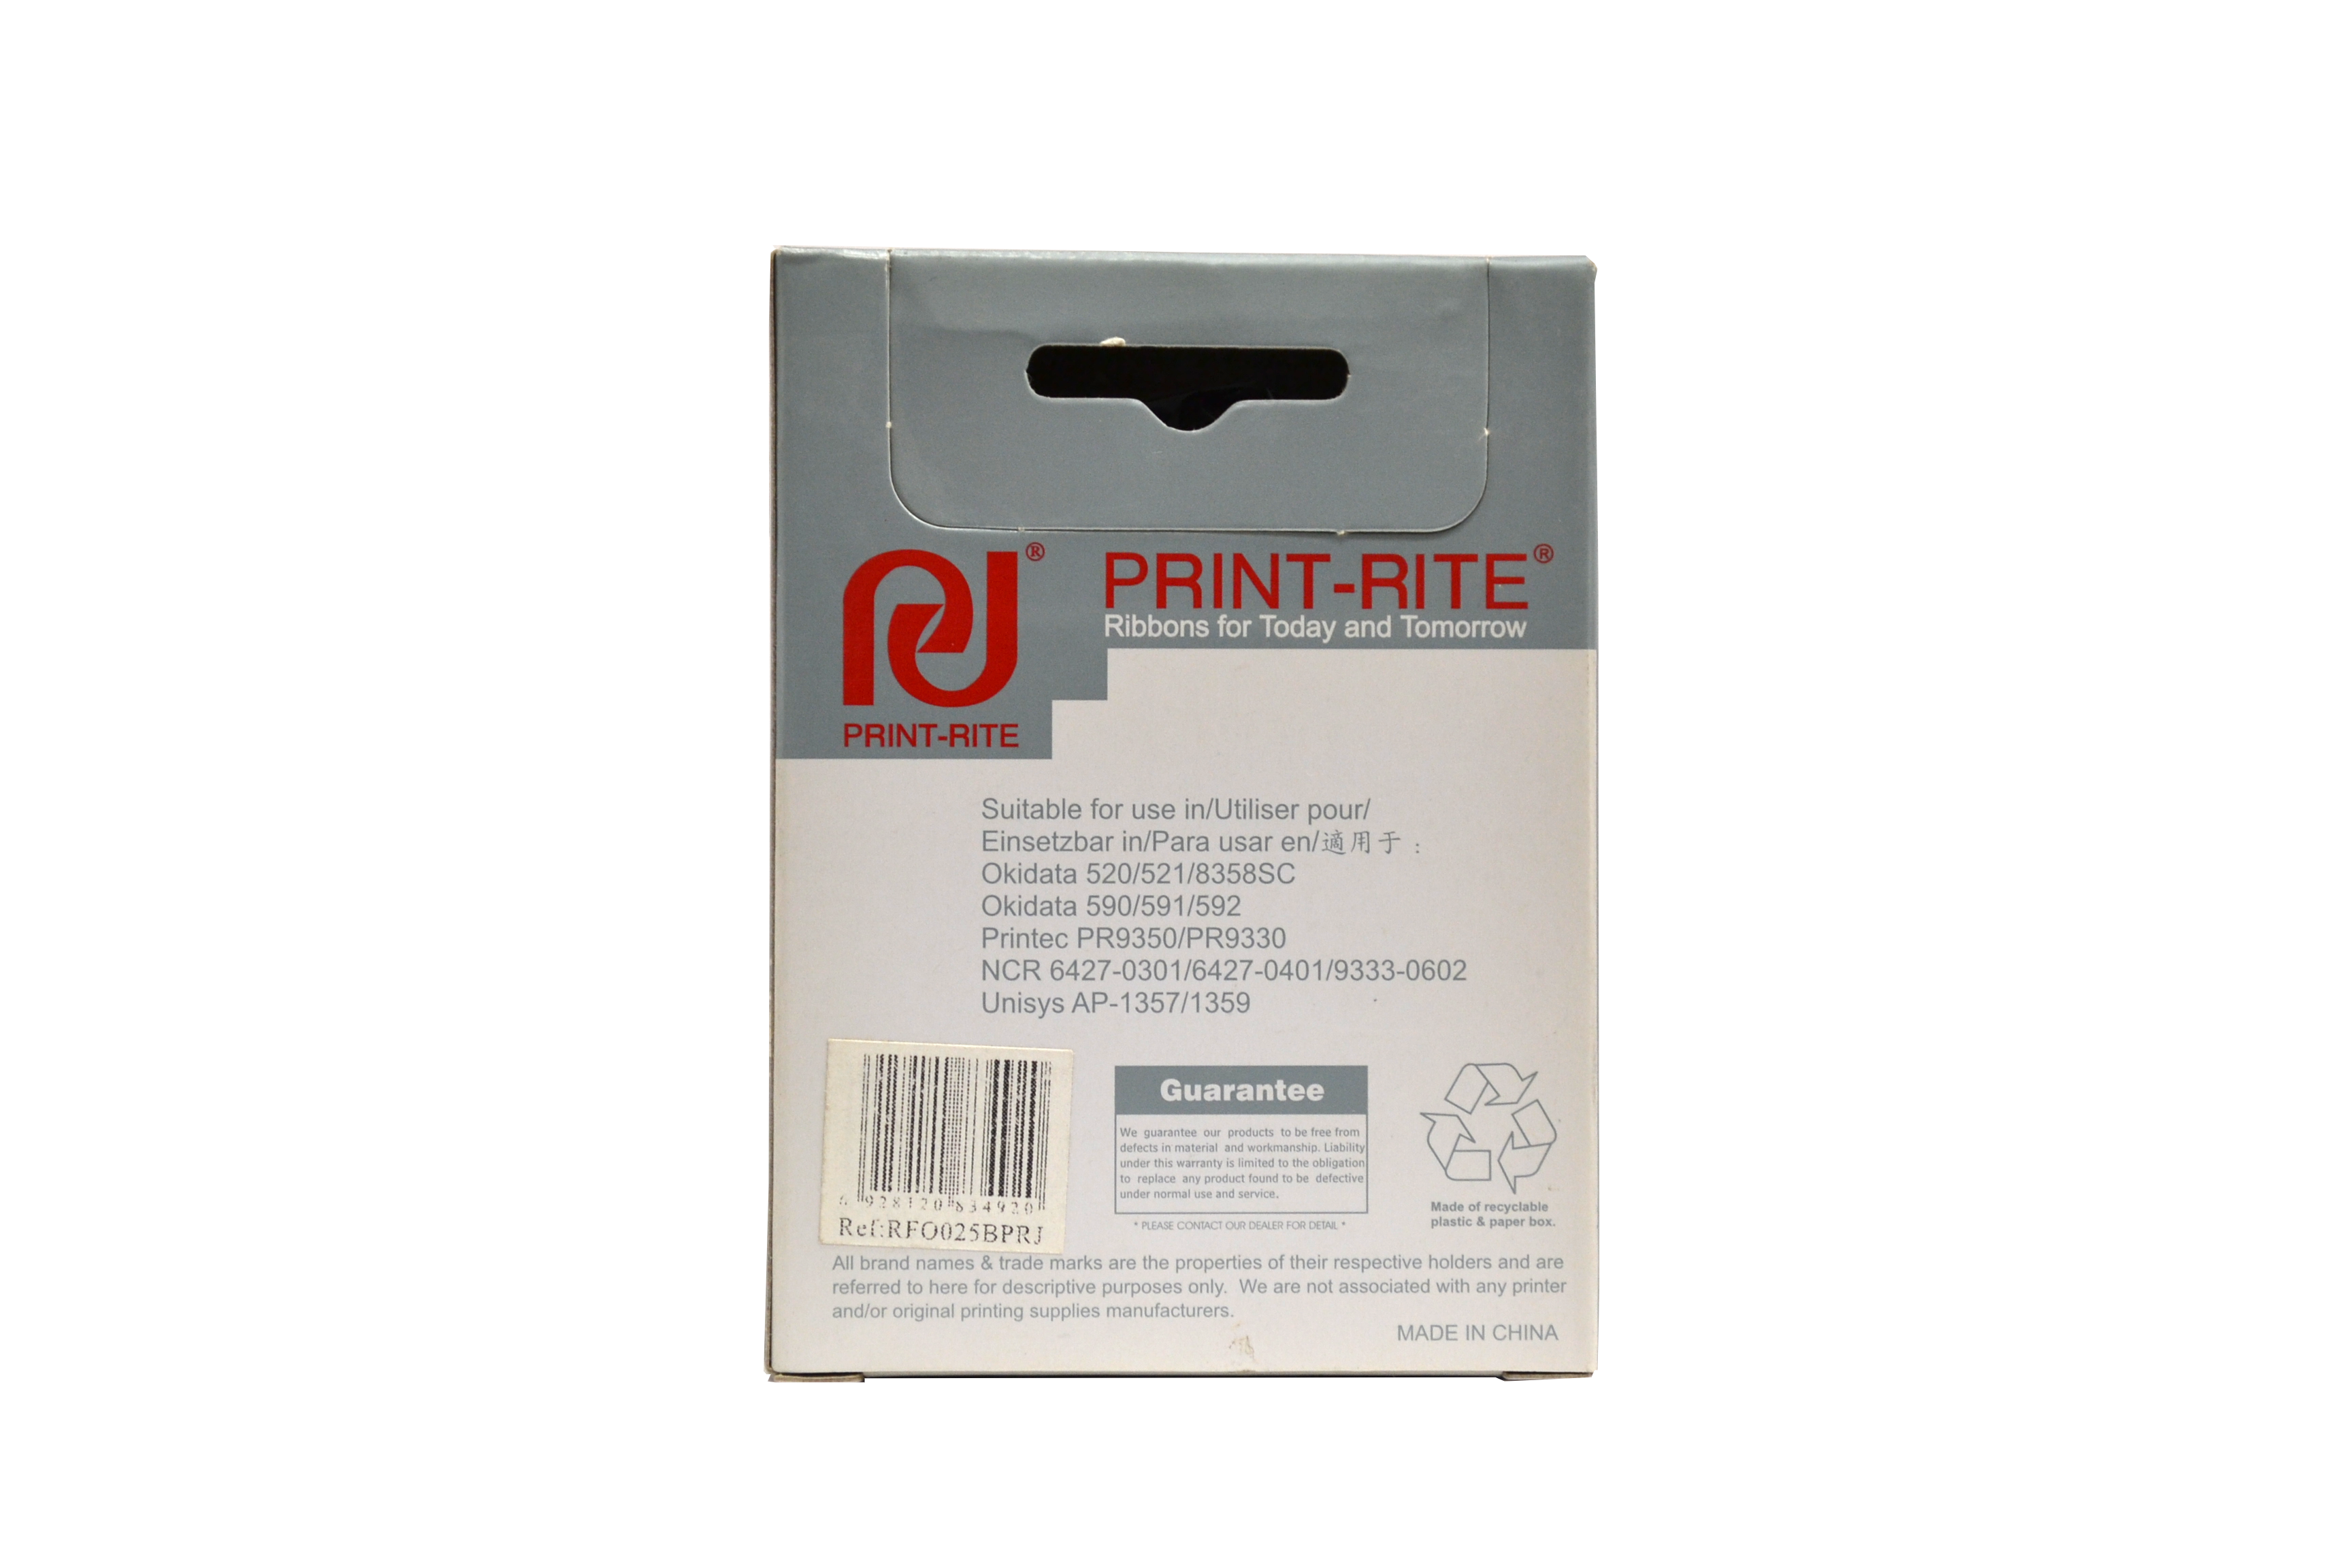 ®
PRINT-RITE
PRINT-RITE®
Ribbons for Today and Tomorrow
Suitable for use in/Utiliser pour/
Einsetzbar in/Para usar en/適用于：
Okidata 520/521/8358SC
Okidata 590/591/592
Printec PR9350/PR9330
NCR 6427-0301/6427-0401/9333-0602
Unisys AP-1357/1359
6 928120 834920
Ref:RFO025BPRJ
Guarantee
We guarantee our products to be free from
defects in material and workmanship. Liability
under this warranty is limited to the obligation
to replace any product found to be defective
under normal use and service.
* PLEASE CONTACT OUR DEALER FOR DETAIL *
Made of recyclable
plastic & paper box.
All brand names & trade marks are the properties of their respective holders and are
referred to here for descriptive purposes only. We are not associated with any printer
and/or original printing supplies manufacturers.
MADE IN CHINA